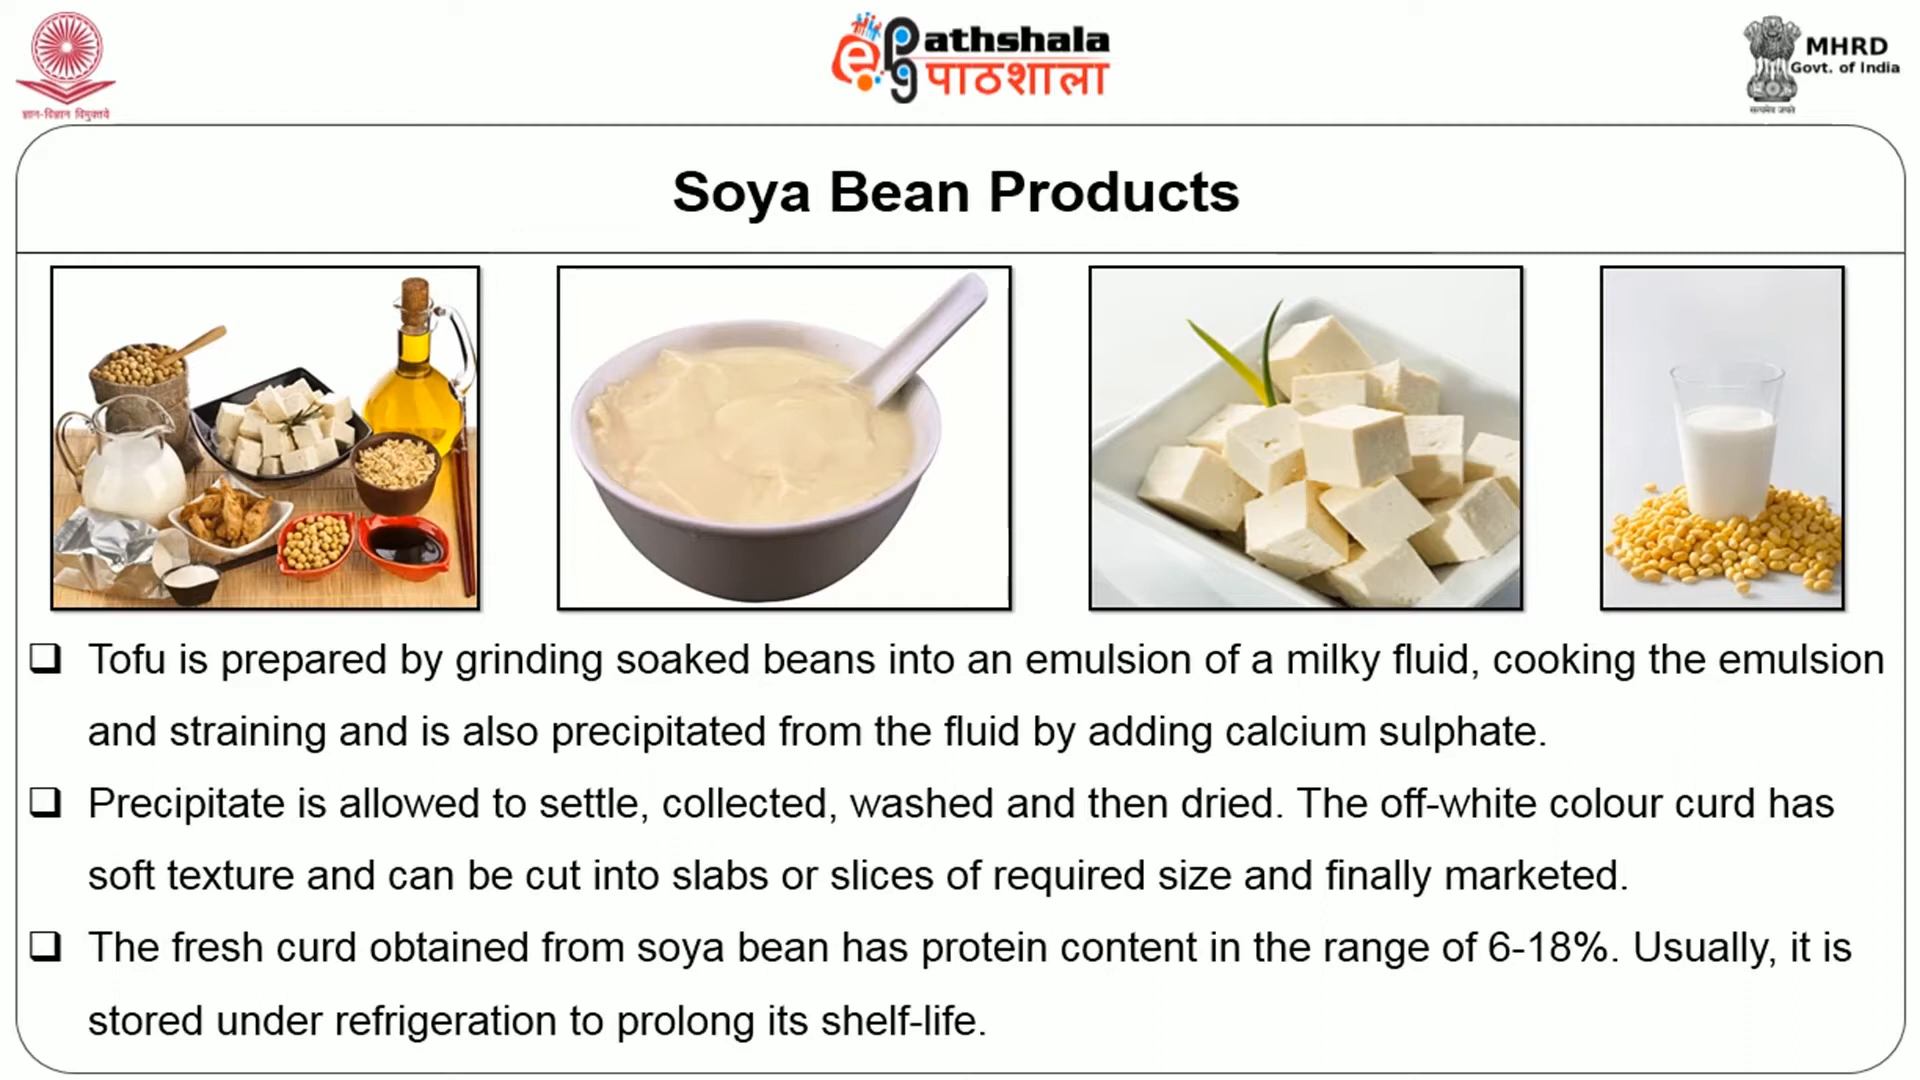 ज्ञान-विज्ञान विमुक्तये
e
pg
athshala
पाठशाला
MHRD
Govt. of India
सत्यमेव जयते
Soya Bean Products
❑ Tofu is prepared by grinding soaked beans into an emulsion of a milky fluid, cooking the emulsion
and straining and is also precipitated from the fluid by adding calcium sulphate.
❑ Precipitate is allowed to settle, collected, washed and then dried. The off-white colour curd has
soft texture and can be cut into slabs or slices of required size and finally marketed.
❑ The fresh curd obtained from soya bean has protein content in the range of 6-18%. Usually, it is
stored under refrigeration to prolong its shelf-life.